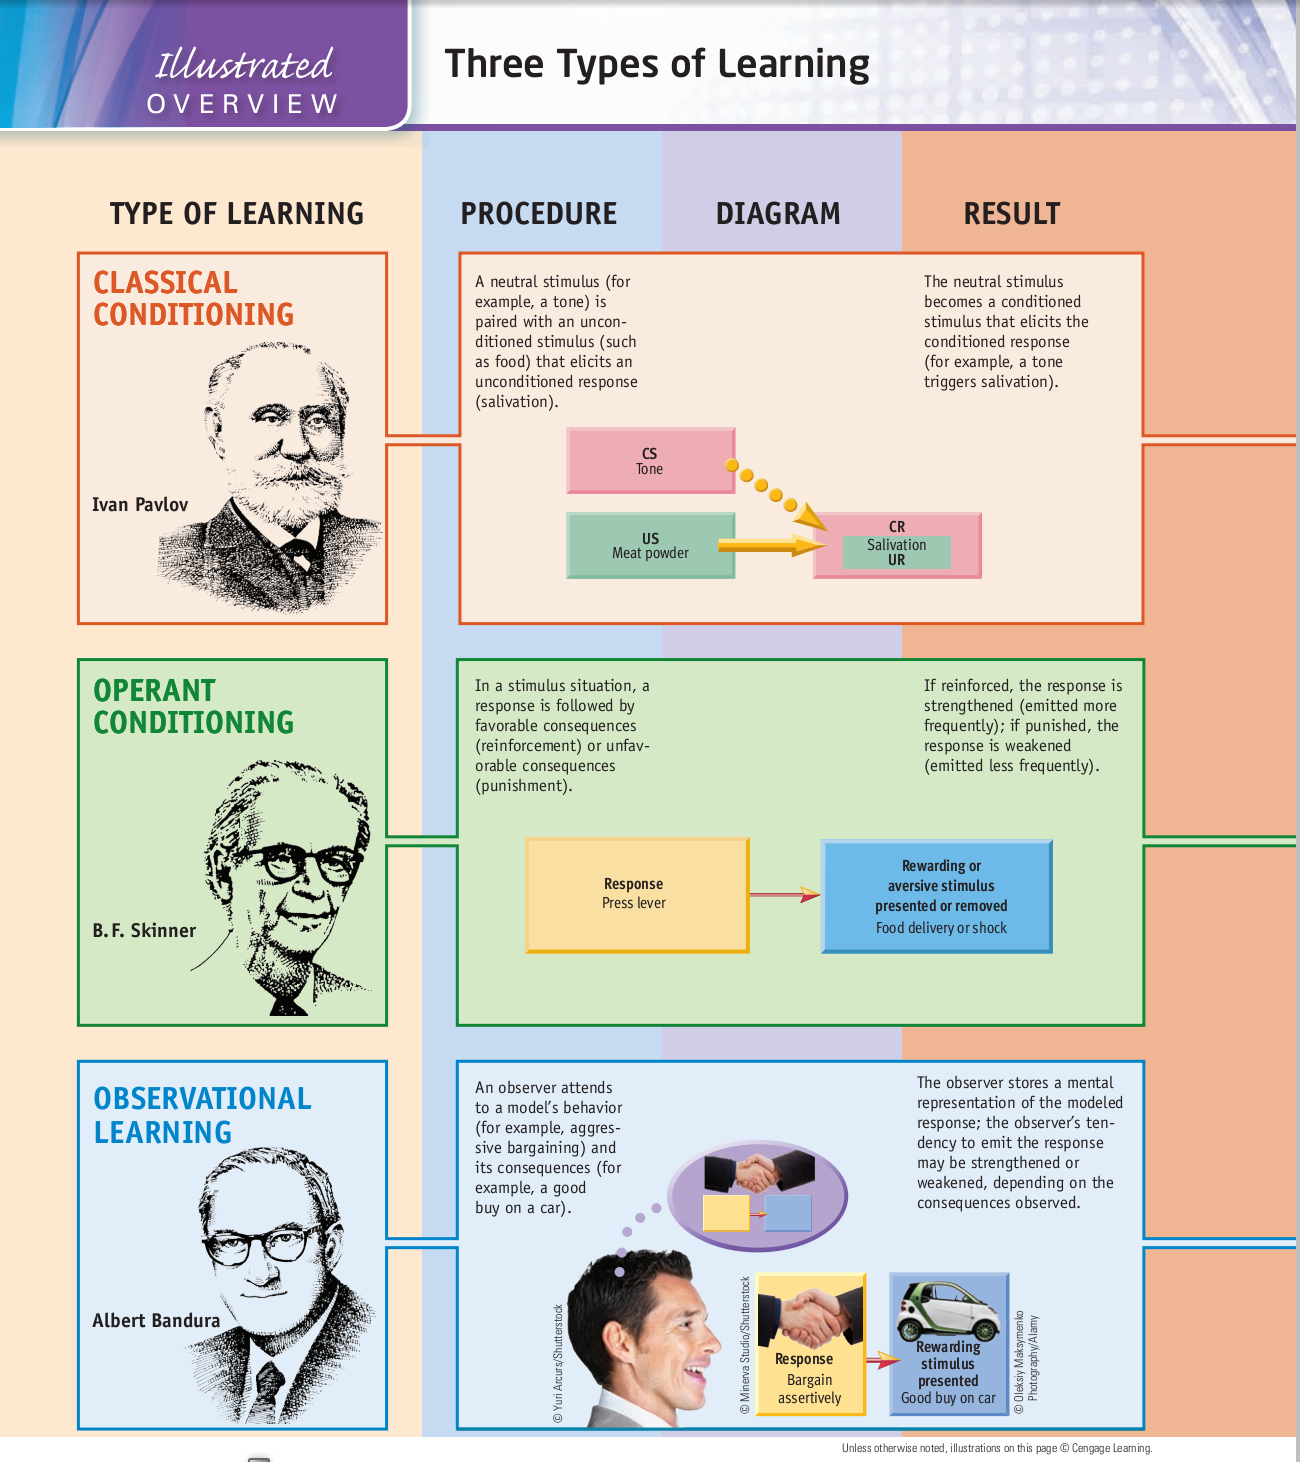 Illustrated
OVERVIEW
Three Types of Learning
TYPE OF LEARNING
PROCEDURE
DIAGRAM
RESULT
CLASSICAL
CONDITIONING
Ivan Pavlov
A neutral stimulus (for
example, a tone) is
paired with an uncon-
ditioned stimulus (such
as food) that elicits an
unconditioned response
(salivation).
CS
Tone
US
Meat powder
CR
Salivation
UR
The neutral stimulus
becomes a conditioned
stimulus that elicits the
conditioned response
(for example, a tone
triggers salivation).
OPERANT
CONDITIONING
B. F. Skinner
In a stimulus situation, a
response is followed by
favorable consequences
(reinforcement) or unfav-
orable consequences
(punishment).
Response
Press lever
Rewarding or
aversive stimulus
presented or removed
Food delivery or shock
If reinforced, the response is
strengthened (emitted more
frequently); if punished, the
response is weakened
(emitted less frequently).
OBSERVATIONAL
LEARNING
Albert Bandura
An observer attends
to a model's behavior
(for example, aggres-
sive bargaining) and
its consequences (for
example, a good
buy on a car).
© Yuri Arcurs/Shutterstock
© Minerva Studio/Shutterstock
Response
Bargain
assertively
Rewarding
stimulus
presented
Good buy on car
© Oleksiy Maksymenko
Photography/Alamy
The observer stores a mental
representation of the modeled
response; the observer's ten-
dency to emit the response
may be strengthened or
weakened, depending on the
consequences observed.
Unless otherwise noted, illustrations on this page © Cengage Learning.